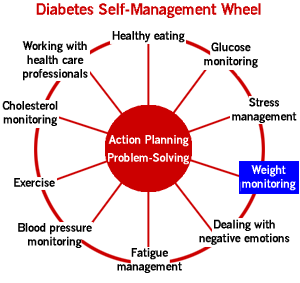 Diabetes Self-Management Wheel
Healthy eating
Glucose
monitoring
Stress
management
Weight
monitoring
Dealing with
negative emotions
Fatigue
management
Blood pressure
monitoring
Exercise
Cholesterol
monitoring
Working with
health care
professionals
Action Planning
Problem-Solving